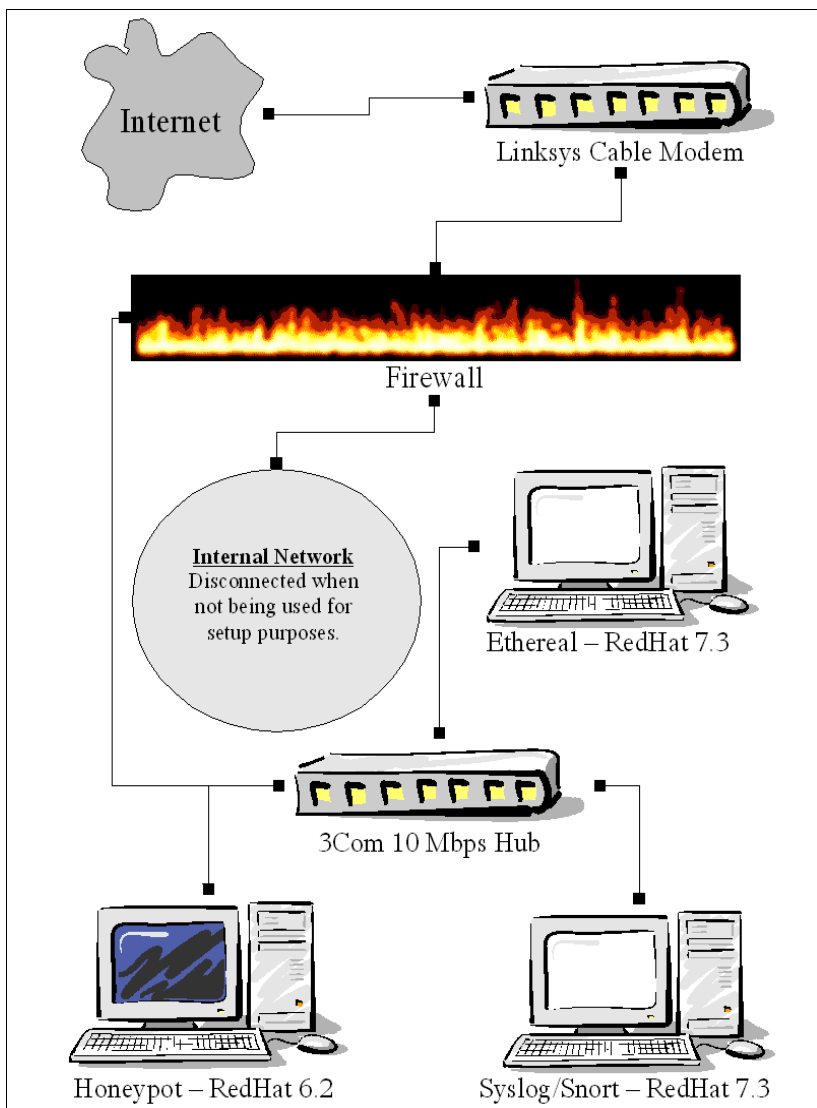 Internet
Linksys Cable Modem
Firewall
Internal Network
Disconnected when
not being used for
setup purposes.
Ethereal – RedHat 7.3
3Com 10 Mbps Hub
Honeypot – RedHat 6.2
Syslog/Snort – RedHat 7.3